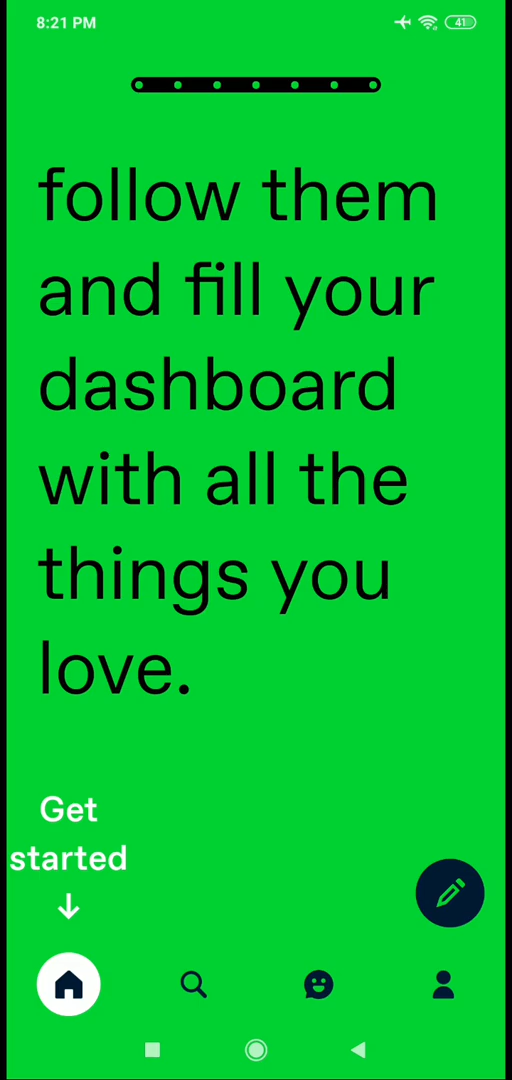 8:21 PM
41
follow them
and fill your
dashboard
with all the
things you
love.
Get
started